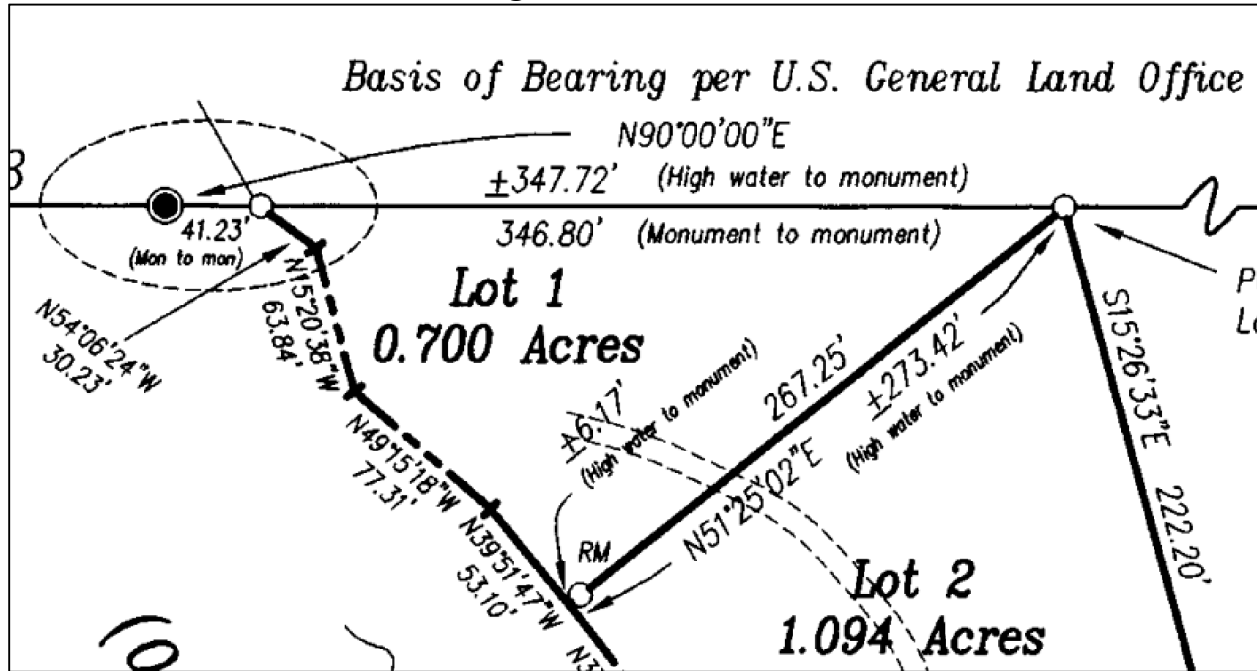 Basis of Bearing per U.S. General Land Office
N90°00'00"E
±347.72' (High water to monument)
346.80' (Monument to monument)
41.23'
(Mon to mon)
N54°06'24"W
30.23'
N15°20'38"W
63.84'
Lot 1
0.700 Acres
N49°15'18"W
77.31'
N39°51'47"W
53.10'
±6.17'
(High water to monument)
267.25'
±273.42'
(High water to monument)
N51°25'02"E
RM
S15°26'33"E 222.20'
Lot 2
1.094 Acres